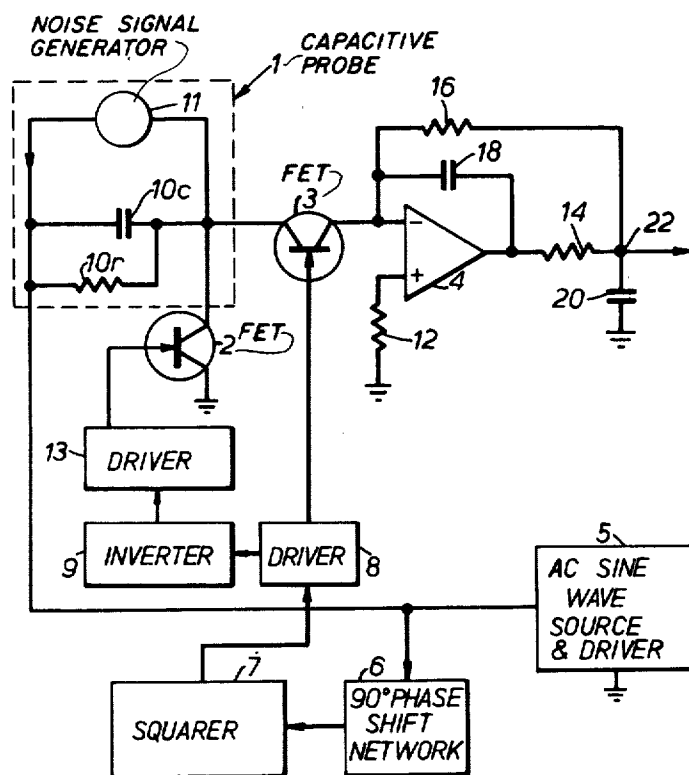 NOISE SIGNAL
GENERATOR
1
CAPACITIVE
PROBE
11
16
18
10c
FET
3
10r
14
22
4
20
12
2
FET
13
DRIVER
9
INVERTER
DRIVER
8
5
AC SINE
WAVE
SOURCE
& DRIVER
7
SQUARER
6
90° PHASE
SHIFT
NETWORK
−
+